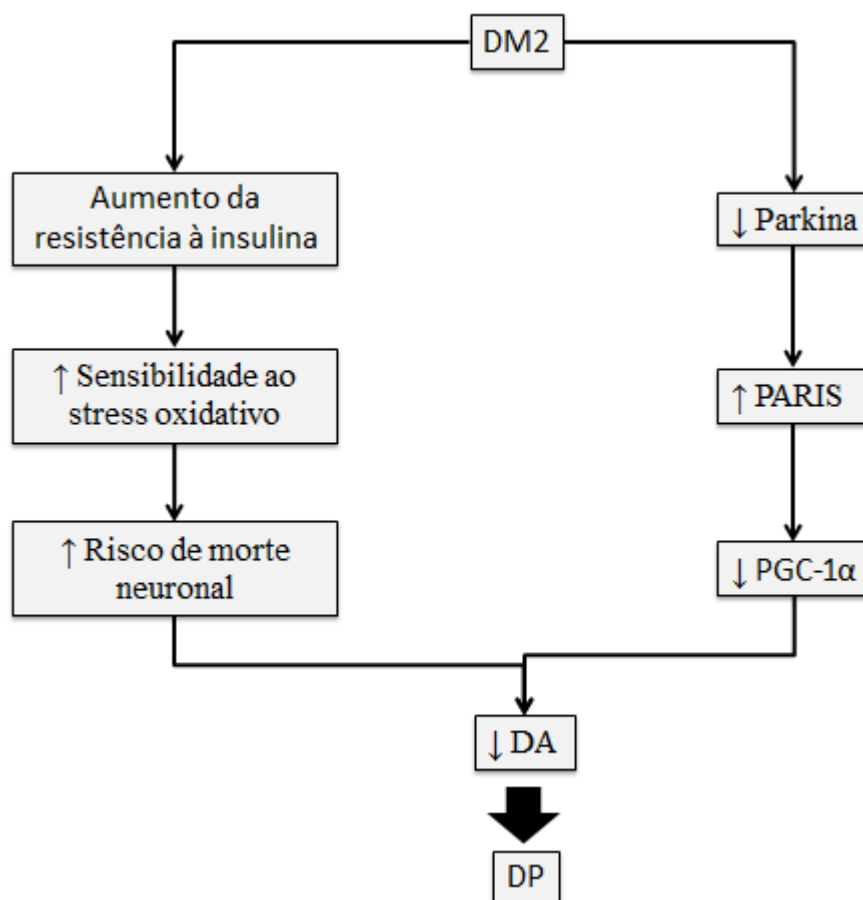 DM2
Aumento da
resistência à insulina
↑ Sensibilidade ao
stress oxidativo
↑ Risco de morte
neuronal
↓ Parkina
↑ PARIS
↓ PGC-1α
↓ DA
DP